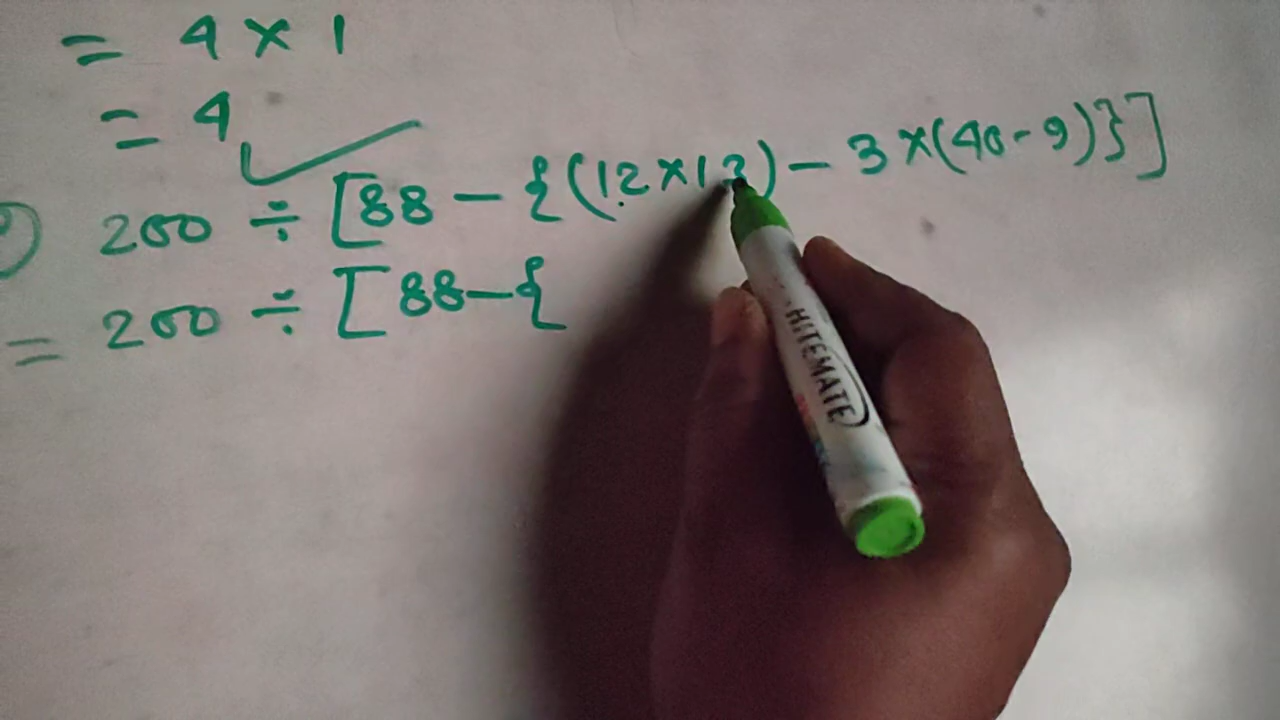 = 4 × 1
= 4
200 ÷ [88 - {(12×13) - 3×(40-9)}]
= 200 ÷ [88-{
HITEMATE